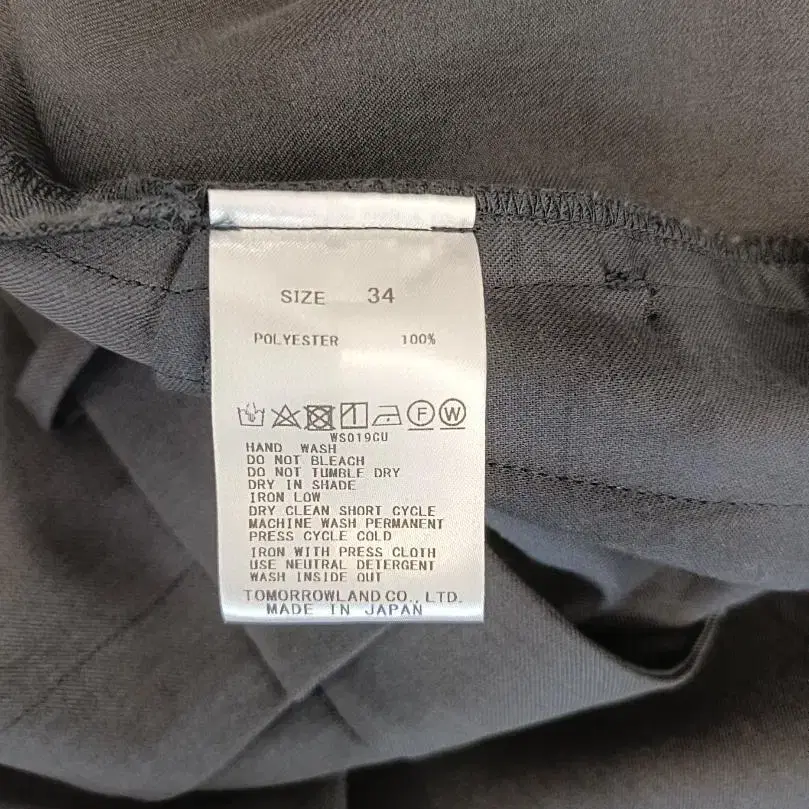 SIZE 34
POLYESTER 100%
F W
WS019GU
HAND WASH
DO NOT BLEACH
DO NOT TUMBLE DRY
DRY IN SHADE
IRON LOW
DRY CLEAN SHORT CYCLE
MACHINE WASH PERMANENT
PRESS CYCLE COLD
IRON WITH PRESS CLOTH
USE NEUTRAL DETERGENT
WASH INSIDE OUT
TOMORROWLAND CO., LTD.
MADE IN JAPAN